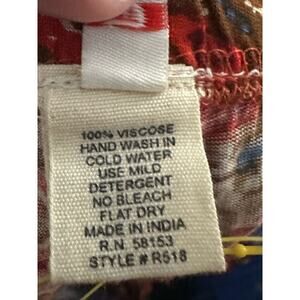 100% VISCOSE
HAND WASH IN
COLD WATER
USE MILD
DETERGENT
NO BLEACH
FLAT DRY
MADE IN INDIA
R.N. 58153
STYLE # R518